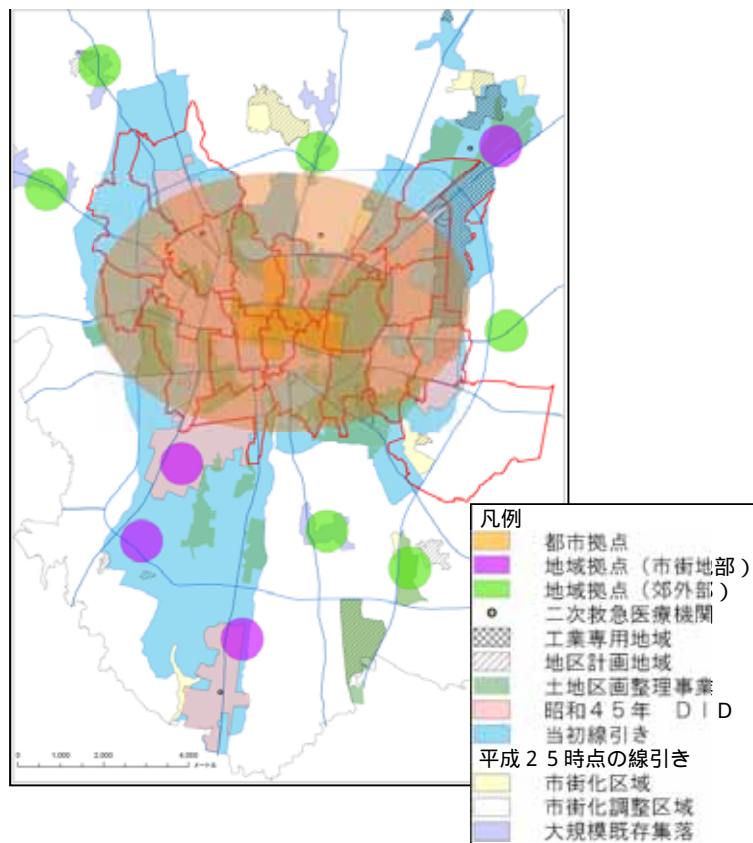 0 1,000 2,000 4,000
メートル
凡例
都市拠点
地域拠点（市街地部）
地域拠点（郊外部）
二次救急医療機関
工業専用地域
地区計画地域
土地区画整理事業
昭和４５年　ＤＩＤ
当初線引き
平成２５時点の線引き
市街化区域
市街化調整区域
大規模既存集落